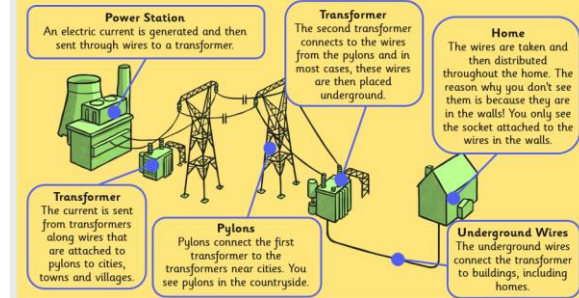 Power Station
An electric current is generated and then
sent through wires to a transformer.
Transformer
The second transformer
connects to the wires
from the pylons and in
most cases, these wires
are then placed
underground.
Home
The wires are taken and
then distributed
throughout the home. The
reason why you don't see
them is because they are
in the walls! You only see
the socket attached to the
wires in the walls.
Transformer
The current is sent
from transformers
along wires that
are attached to
pylons to cities,
towns and villages.
Pylons
Pylons connect the first
transformer to the
transformers near cities. You
see pylons in the countryside.
Underground Wires
The underground wires
connect the transformer
to buildings, including
homes.